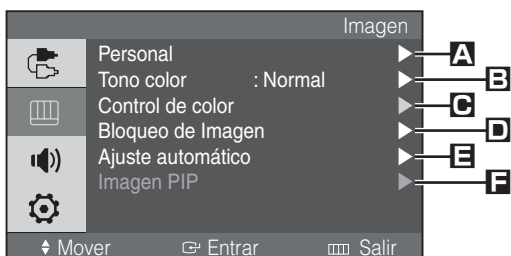 Imagen
Personal A
Tono color : Normal B
Control de color C
Bloqueo de Imagen D
Ajuste automático E
Imagen PIP F
Mover Entrar Salir